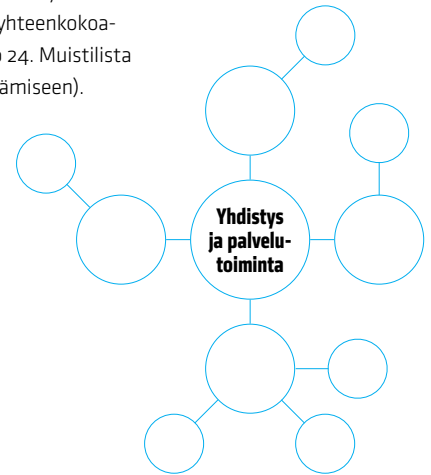 yhteenkokoa-
24. Muistilista
ämiseen).
Yhdistys
ja palvelu-
toiminta